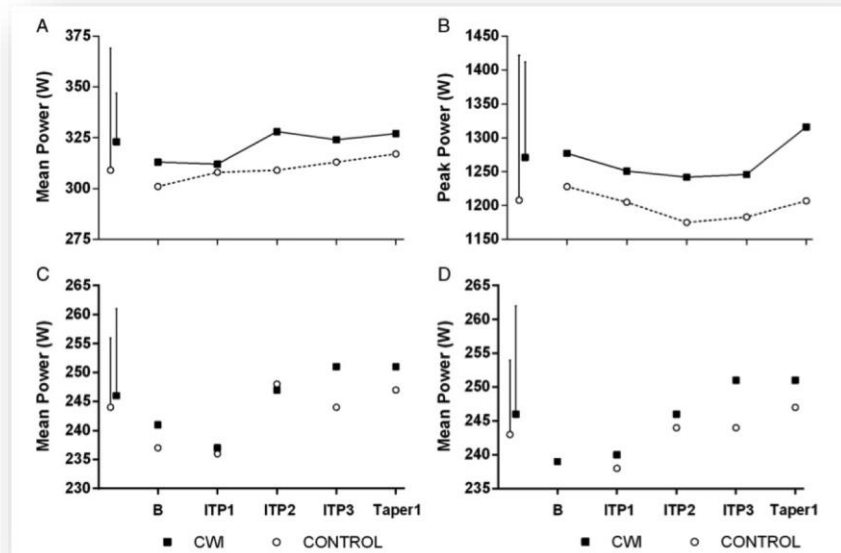 A
Mean Power (W)
375
350
325
300
275
B
Peak Power (W)
1450
1400
1350
1300
1250
1200
1150
C
Mean Power (W)
265
260
255
250
245
240
235
230
B ITP1 ITP2 ITP3 Taper1
CWI CONTROL
D
Mean Power (W)
265
260
255
250
245
240
235
B ITP1 ITP2 ITP3 Taper1
CWI CONTROL